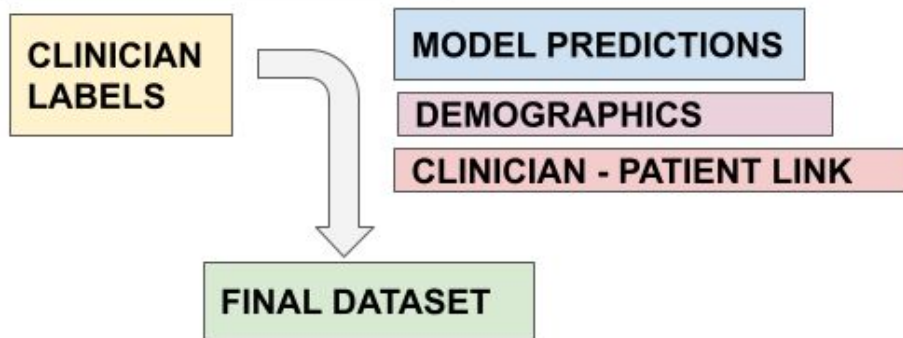 CLINICIAN
LABELS
MODEL PREDICTIONS
DEMOGRAPHICS
CLINICIAN - PATIENT LINK
FINAL DATASET